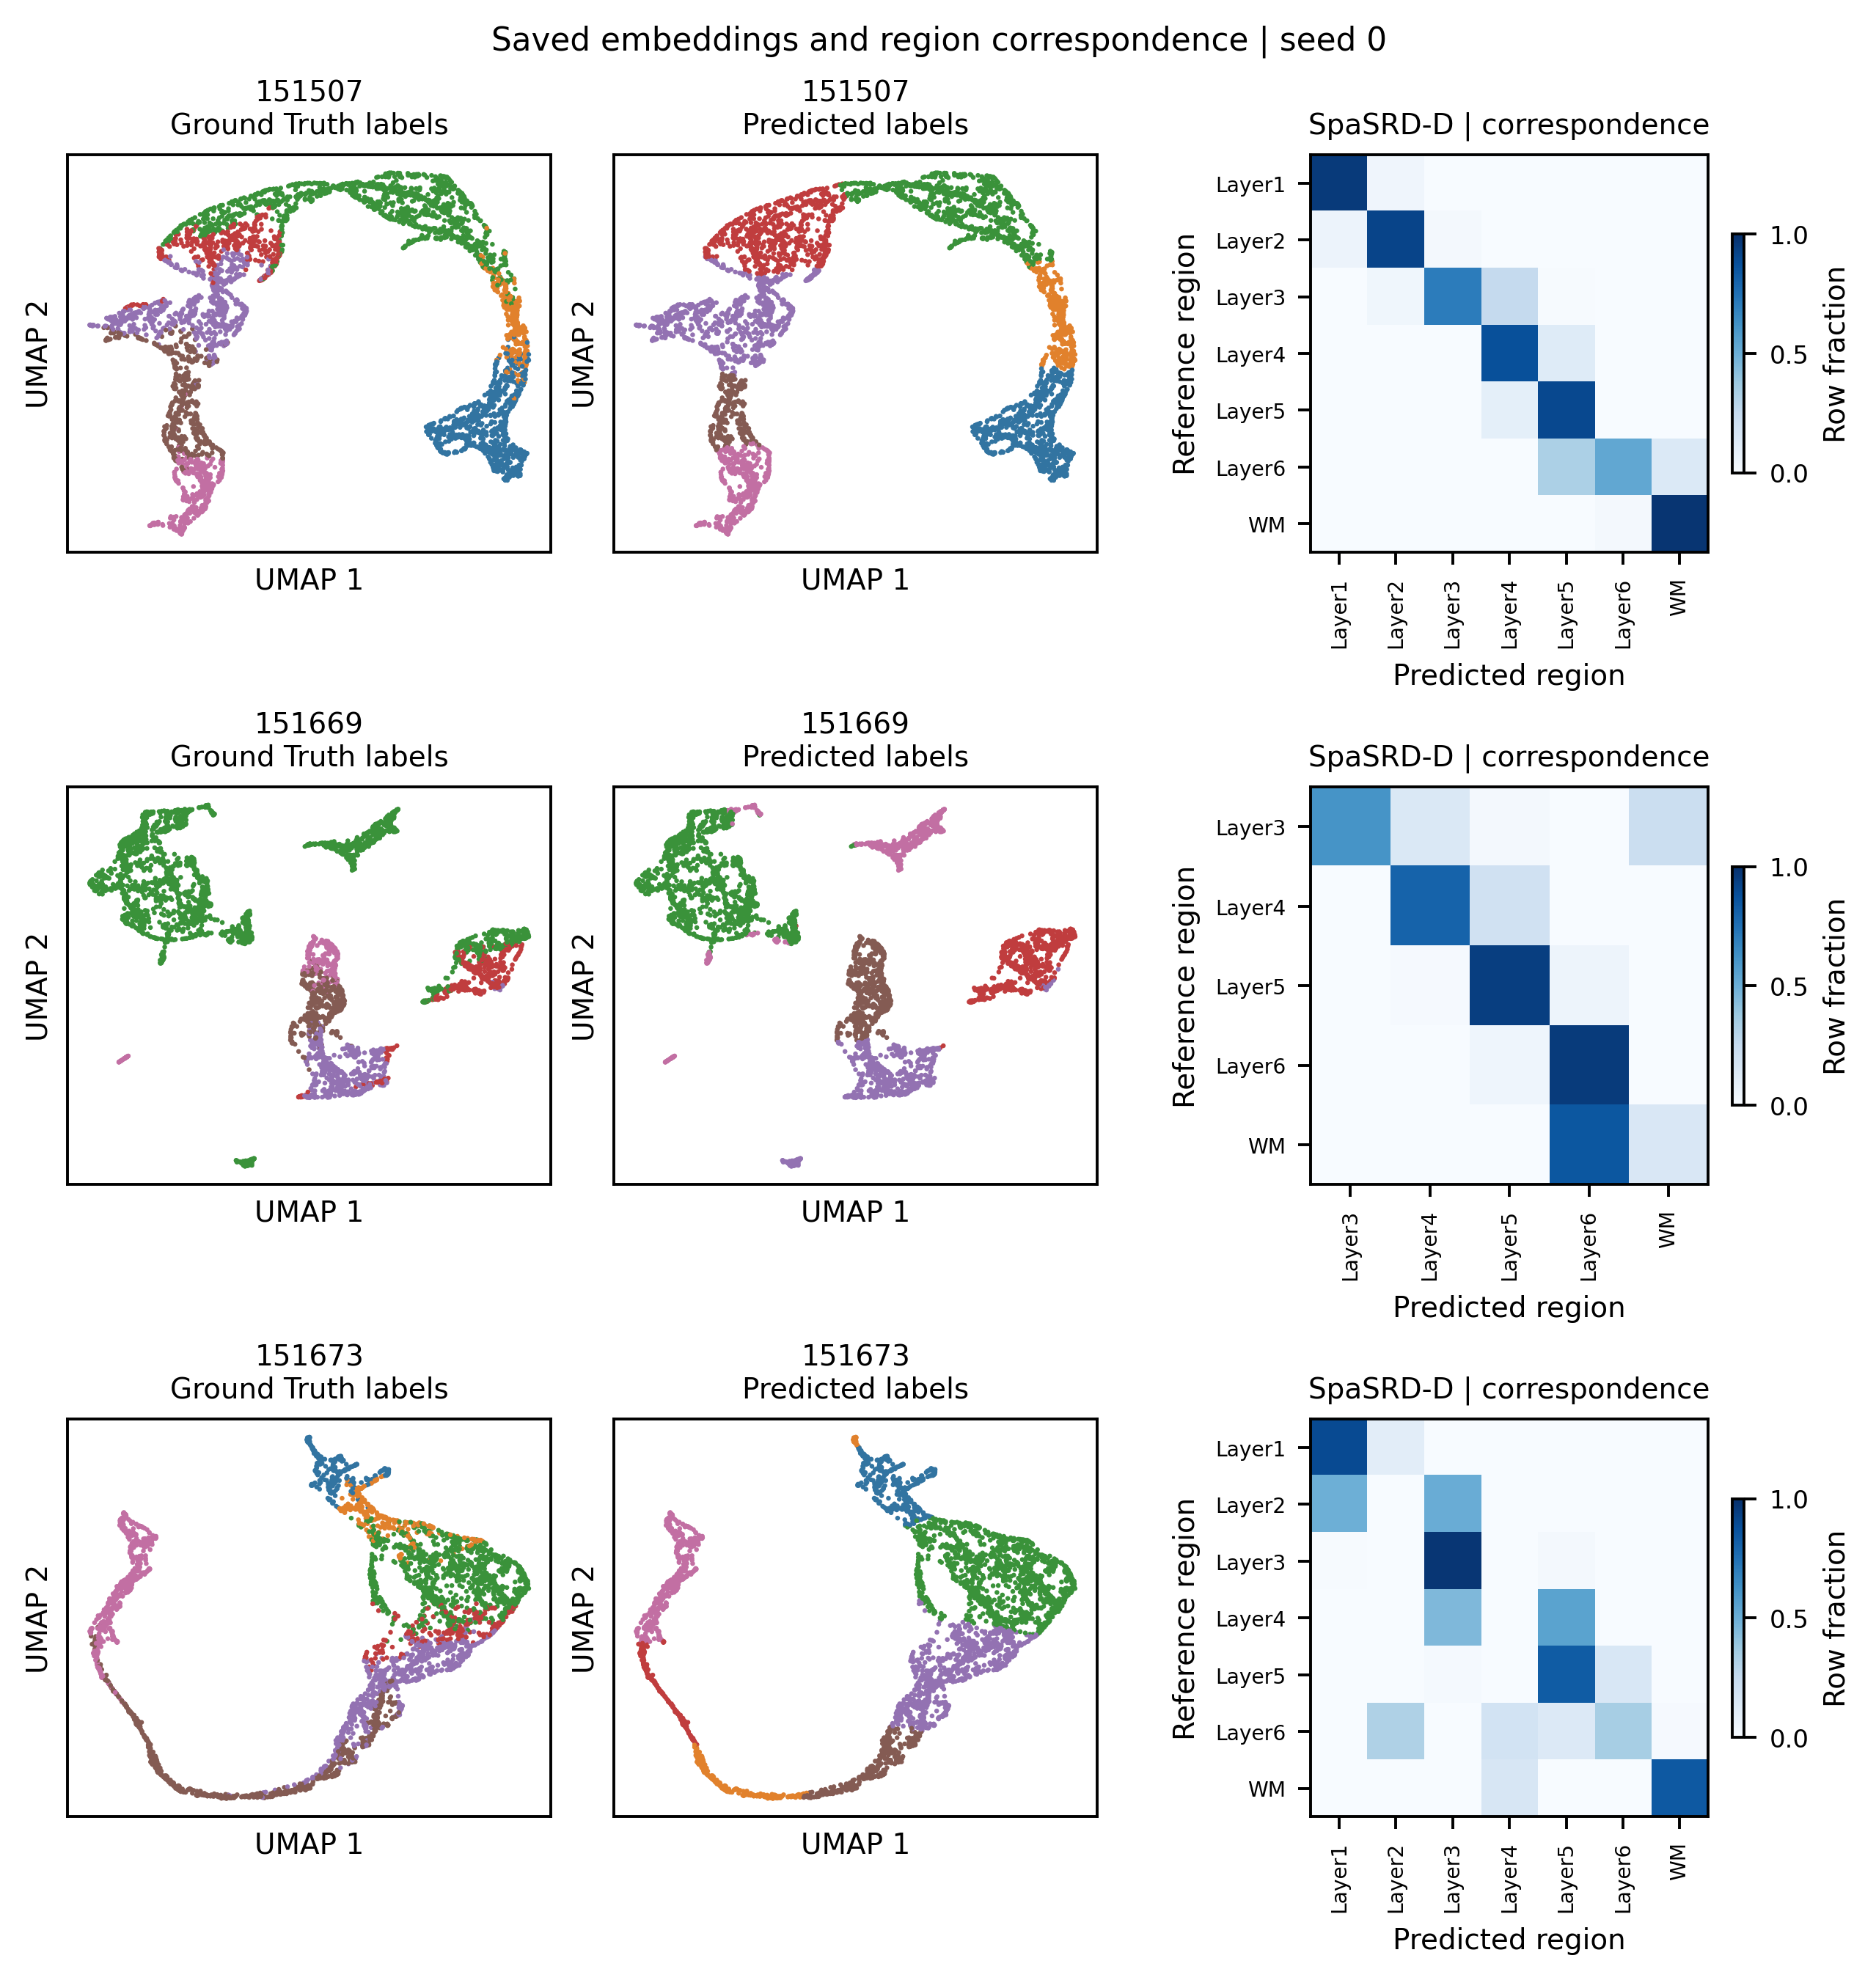 Saved embeddings and region correspondence | seed 0
151507
Ground Truth labels
UMAP 2
UMAP 1
151507
Predicted labels
UMAP 2
UMAP 1
SpaSRD-D | correspondence
Reference region
Layer1
Layer2
Layer3
Layer4
Layer5
Layer6
WM
Layer1
Layer2
Layer3
Layer4
Layer5
Layer6
WM
Predicted region
1.0
0.5
0.0
Row fraction
151669
Ground Truth labels
UMAP 2
UMAP 1
151669
Predicted labels
UMAP 2
UMAP 1
SpaSRD-D | correspondence
Reference region
Layer3
Layer4
Layer5
Layer6
WM
Layer3
Layer4
Layer5
Layer6
WM
Predicted region
1.0
0.5
0.0
Row fraction
151673
Ground Truth labels
UMAP 2
UMAP 1
151673
Predicted labels
UMAP 2
UMAP 1
SpaSRD-D | correspondence
Reference region
Layer1
Layer2
Layer3
Layer4
Layer5
Layer6
WM
Layer1
Layer2
Layer3
Layer4
Layer5
Layer6
WM
Predicted region
1.0
0.5
0.0
Row fraction